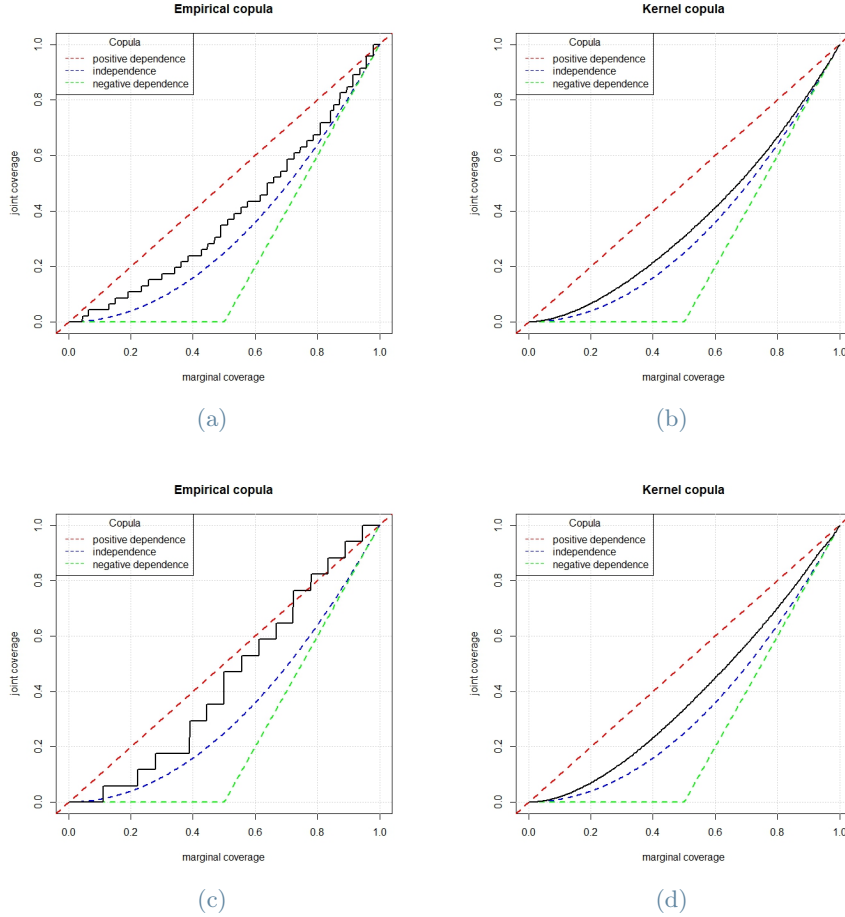 Empirical copula
Copula
positive dependence
independence
negative dependence
joint coverage
0.0
0.2
0.4
0.6
0.8
1.0
0.0
0.2
0.4
0.6
0.8
1.0
marginal coverage
(a)
Kernel copula
Copula
positive dependence
independence
negative dependence
joint coverage
0.0
0.2
0.4
0.6
0.8
1.0
0.0
0.2
0.4
0.6
0.8
1.0
marginal coverage
(b)
Empirical copula
Copula
positive dependence
independence
negative dependence
joint coverage
0.0
0.2
0.4
0.6
0.8
1.0
0.0
0.2
0.4
0.6
0.8
1.0
marginal coverage
(c)
Kernel copula
Copula
positive dependence
independence
negative dependence
joint coverage
0.0
0.2
0.4
0.6
0.8
1.0
0.0
0.2
0.4
0.6
0.8
1.0
marginal coverage
(d)